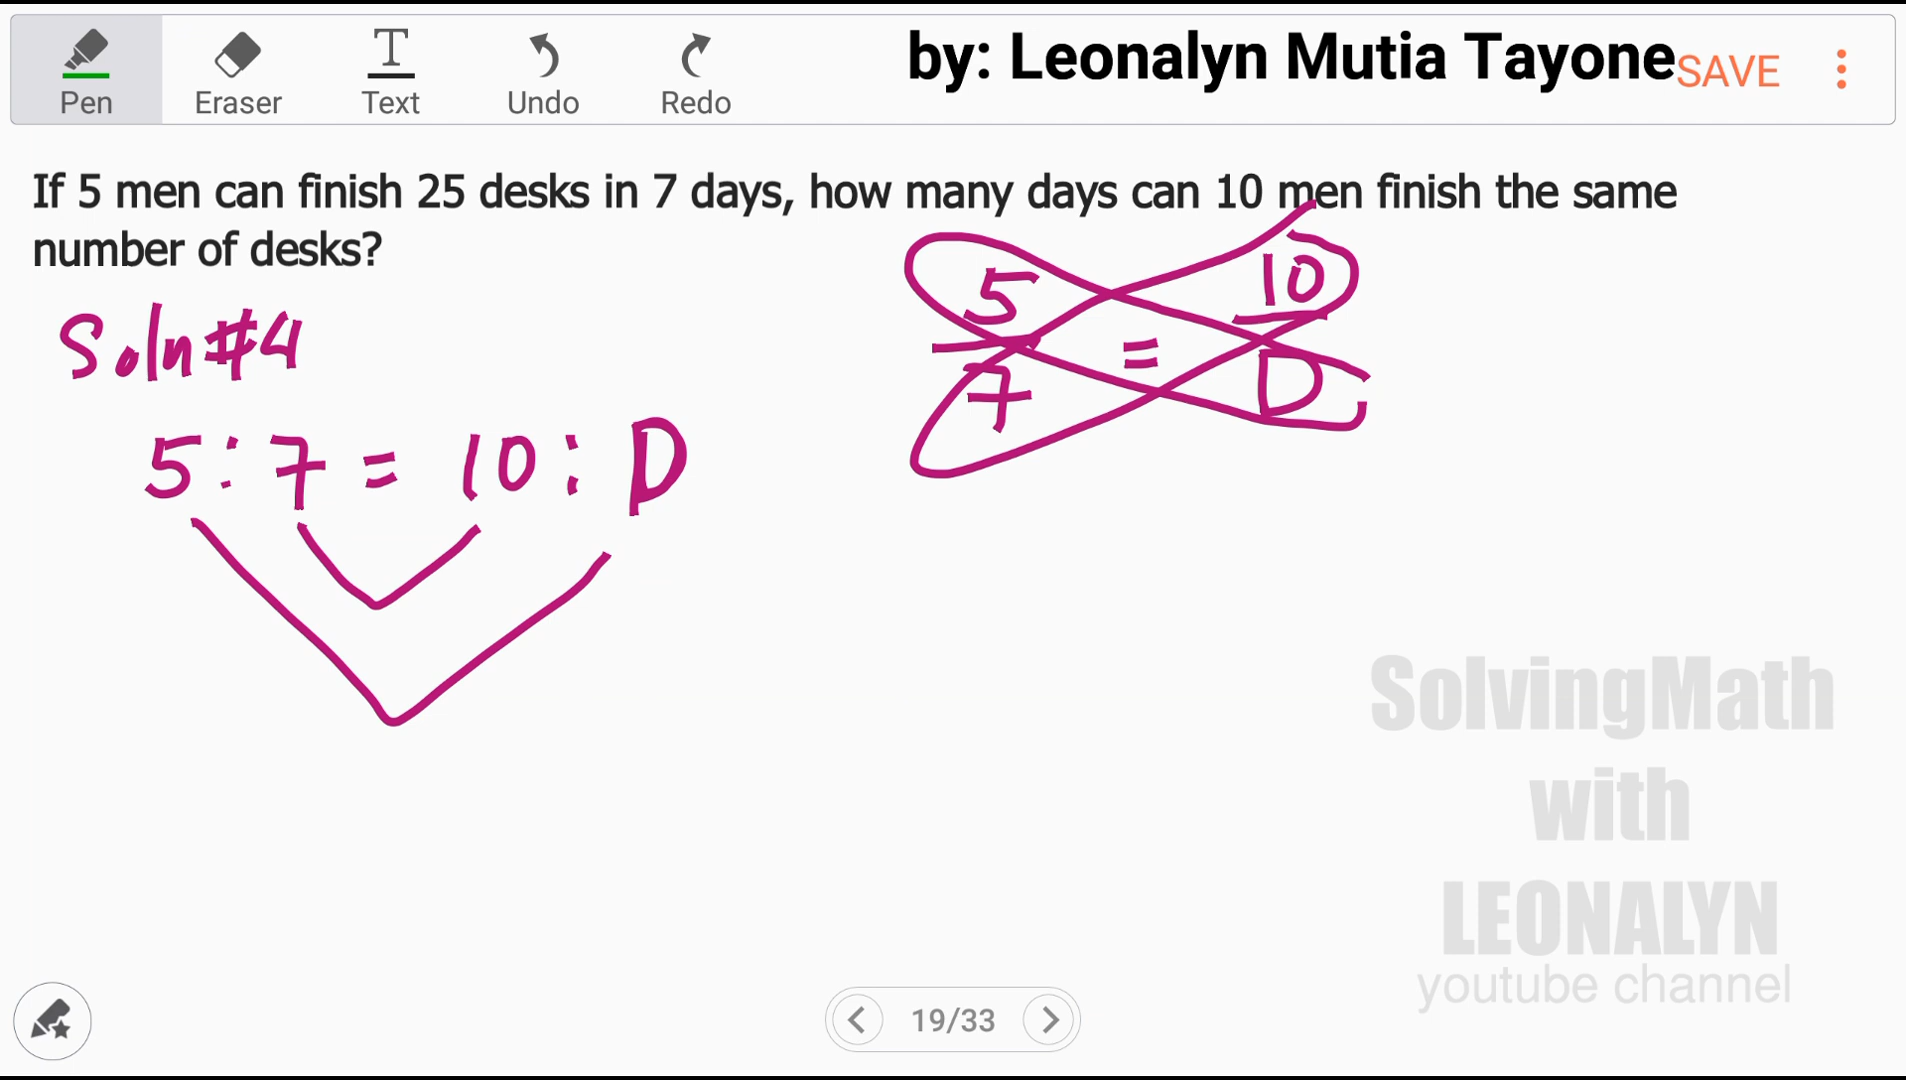 by: Leonalyn Mutia Tayone
SAVE
Pen
Eraser
Text
Undo
Redo
If 5 men can finish 25 desks in 7 days, how many days can 10 men finish the same
number of desks?
Soln #4
5 : 7 = 10 : D
5/7 = 10/D
SolvingMath
with
LEONALYN
youtube channel
19/33